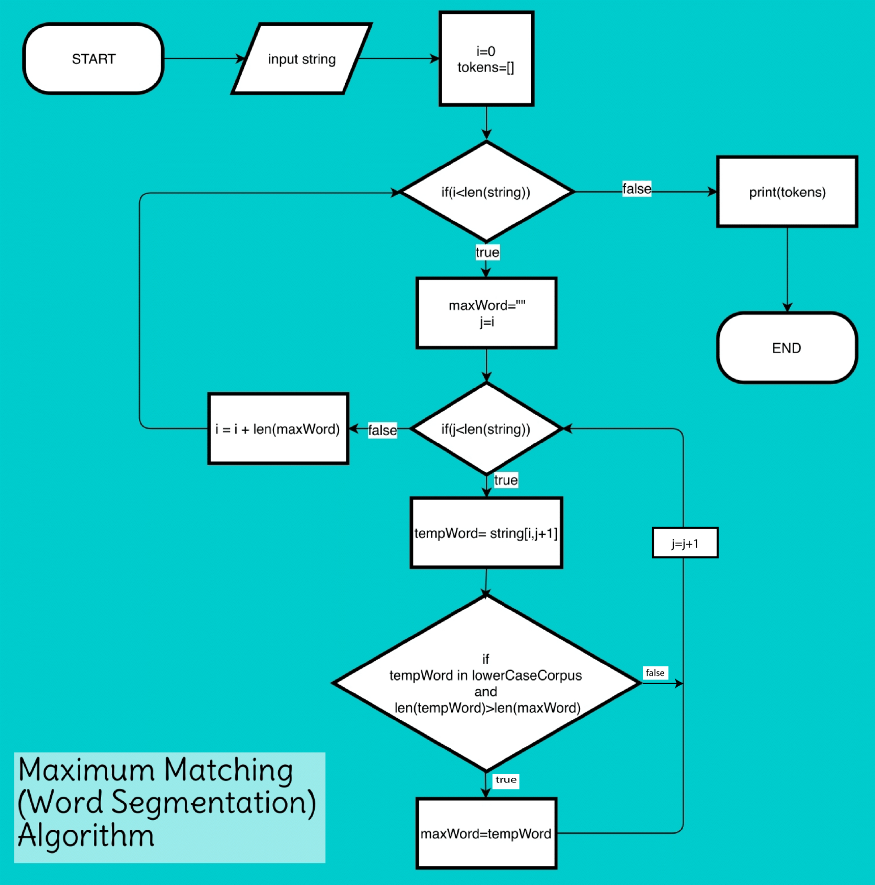 START
input string
i=0
tokens=[]
if(i<len(string))
false
print(tokens)
true
maxWord=""
j=i
END
i = i + len(maxWord)
false
if(j<len(string))
true
tempWord= string[i,j+1]
j=j+1
if
tempWord in lowerCaseCorpus
and
len(tempWord)>len(maxWord)
false
true
maxWord=tempWord
Maximum Matching
(Word Segmentation)
Algorithm